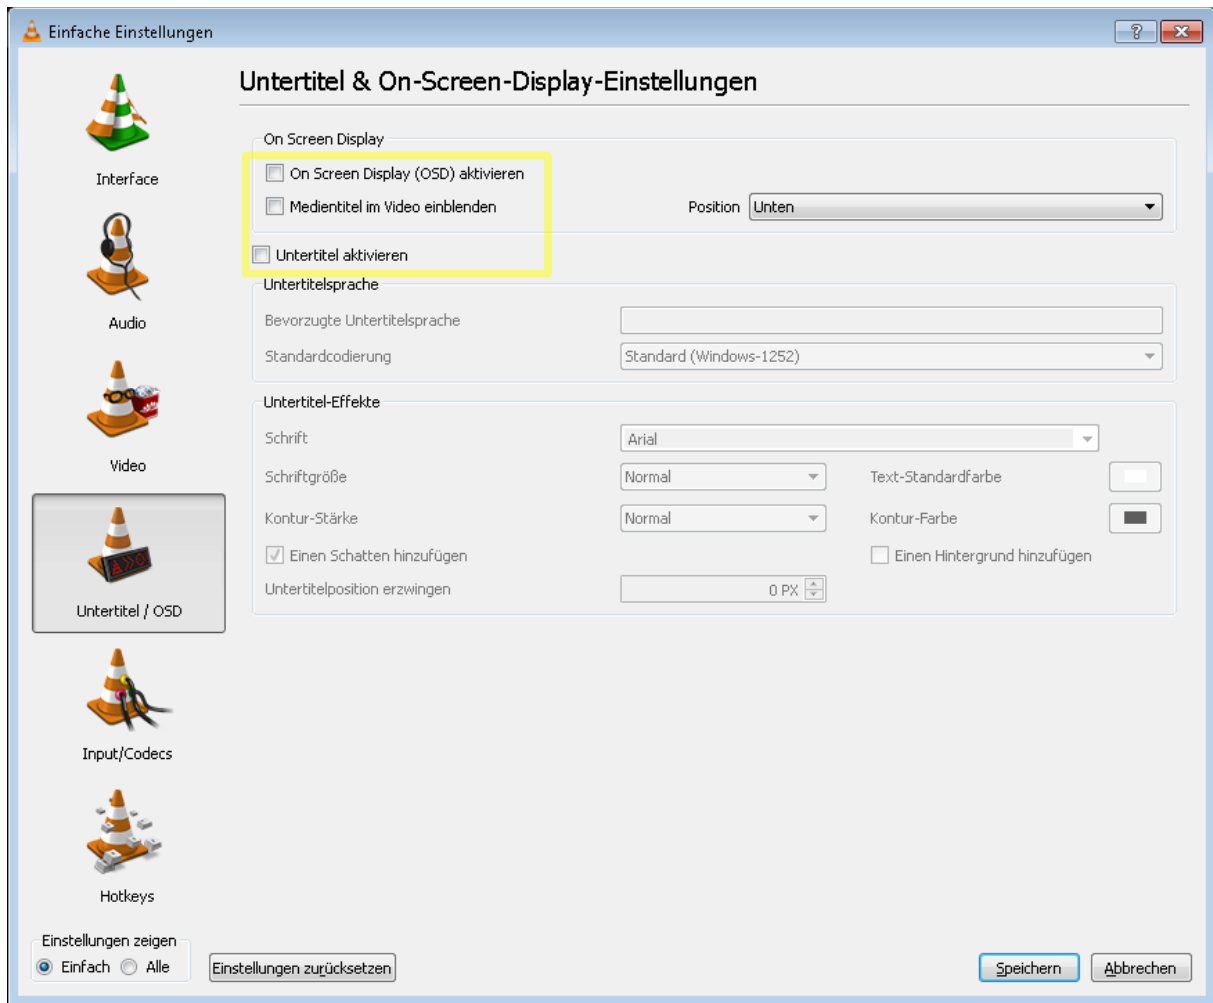 Einfache Einstellungen
Untertitel & On-Screen-Display-Einstellungen
Interface
Audio
Video
Untertitel / OSD
Input/Codecs
Hotkeys
On Screen Display
On Screen Display (OSD) aktivieren
Medientitel im Video einblenden Position Unten
Untertitel aktivieren
Untertitelsprache
Bevorzugte Untertitelsprache
Standardcodierung Standard (Windows-1252)
Untertitel-Effekte
Schrift Arial
Schriftgröße Normal Text-Standardfarbe
Kontur-Stärke Normal Kontur-Farbe
Einen Schatten hinzufügen Einen Hintergrund hinzufügen
Untertitelposition erzwingen 0 PX
Einstellungen zeigen
Einfach Alle Einstellungen zurücksetzen Speichern Abbrechen